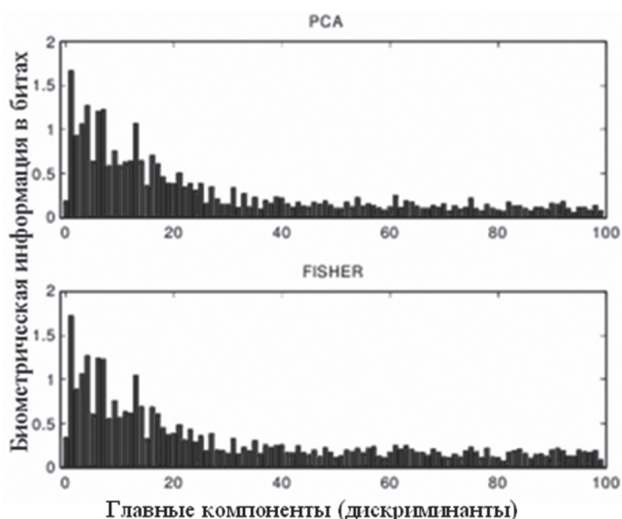 PCA
Биометрическая информация в битах
2
1.5
1
0.5
0
0 20 40 60 80 100
FISHER
2
1.5
1
0.5
0
0 20 40 60 80 100
Главные компоненты (дискриминанты)